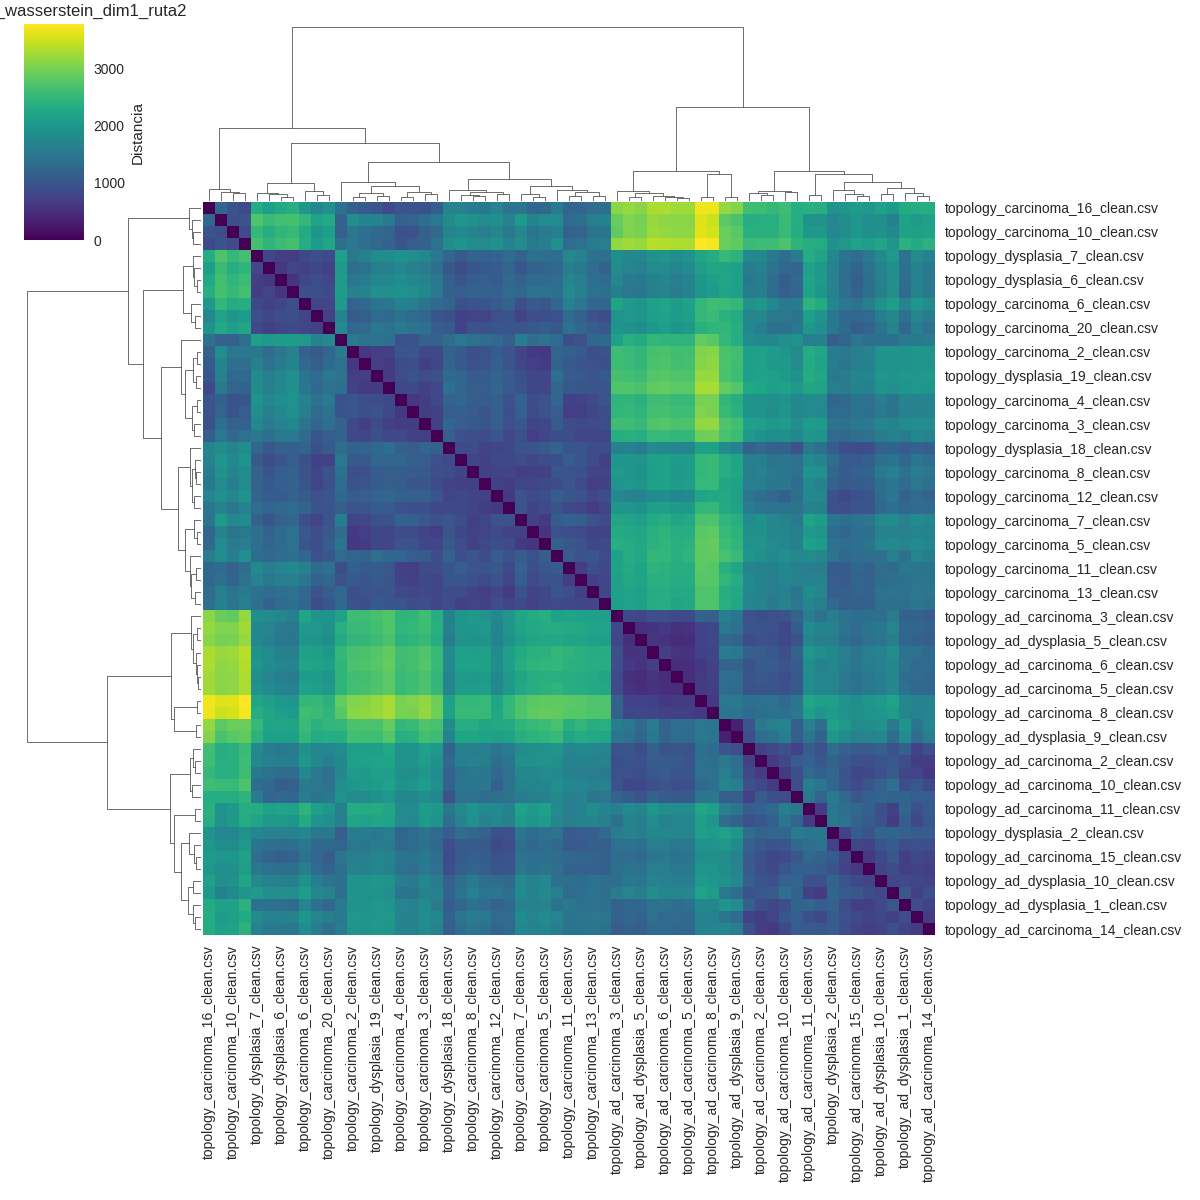 _wasserstein_dim1_ruta2
3000
2000
1000
0
Distancia
topology_carcinoma_16_clean.csv
topology_carcinoma_10_clean.csv
topology_dysplasia_7_clean.csv
topology_dysplasia_6_clean.csv
topology_carcinoma_6_clean.csv
topology_carcinoma_20_clean.csv
topology_carcinoma_2_clean.csv
topology_dysplasia_19_clean.csv
topology_carcinoma_4_clean.csv
topology_carcinoma_3_clean.csv
topology_dysplasia_18_clean.csv
topology_carcinoma_8_clean.csv
topology_carcinoma_12_clean.csv
topology_carcinoma_7_clean.csv
topology_carcinoma_5_clean.csv
topology_carcinoma_11_clean.csv
topology_carcinoma_13_clean.csv
topology_ad_carcinoma_3_clean.csv
topology_ad_dysplasia_5_clean.csv
topology_ad_carcinoma_6_clean.csv
topology_ad_carcinoma_5_clean.csv
topology_ad_carcinoma_8_clean.csv
topology_ad_dysplasia_9_clean.csv
topology_ad_carcinoma_2_clean.csv
topology_ad_carcinoma_10_clean.csv
topology_ad_carcinoma_11_clean.csv
topology_dysplasia_2_clean.csv
topology_ad_carcinoma_15_clean.csv
topology_ad_dysplasia_10_clean.csv
topology_ad_dysplasia_1_clean.csv
topology_ad_carcinoma_14_clean.csv
topology_carcinoma_16_clean.csv
topology_carcinoma_10_clean.csv
topology_dysplasia_7_clean.csv
topology_dysplasia_6_clean.csv
topology_carcinoma_6_clean.csv
topology_carcinoma_20_clean.csv
topology_carcinoma_2_clean.csv
topology_dysplasia_19_clean.csv
topology_carcinoma_4_clean.csv
topology_carcinoma_3_clean.csv
topology_dysplasia_18_clean.csv
topology_carcinoma_8_clean.csv
topology_carcinoma_12_clean.csv
topology_carcinoma_7_clean.csv
topology_carcinoma_5_clean.csv
topology_carcinoma_11_clean.csv
topology_carcinoma_13_clean.csv
topology_ad_carcinoma_3_clean.csv
topology_ad_dysplasia_5_clean.csv
topology_ad_carcinoma_6_clean.csv
topology_ad_carcinoma_5_clean.csv
topology_ad_carcinoma_8_clean.csv
topology_ad_dysplasia_9_clean.csv
topology_ad_carcinoma_2_clean.csv
topology_ad_carcinoma_10_clean.csv
topology_ad_carcinoma_11_clean.csv
topology_dysplasia_2_clean.csv
topology_ad_carcinoma_15_clean.csv
topology_ad_dysplasia_10_clean.csv
topology_ad_dysplasia_1_clean.csv
topology_ad_carcinoma_14_clean.csv